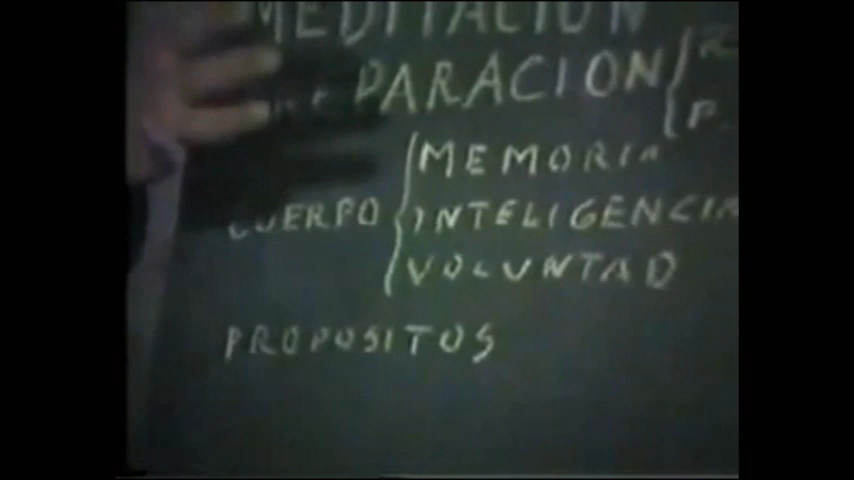 MEDITACION
PARACION { R
P.
CUERPO { MEMORIA
INTELIGENCIA
VOLUNTAD
PROPOSITOS